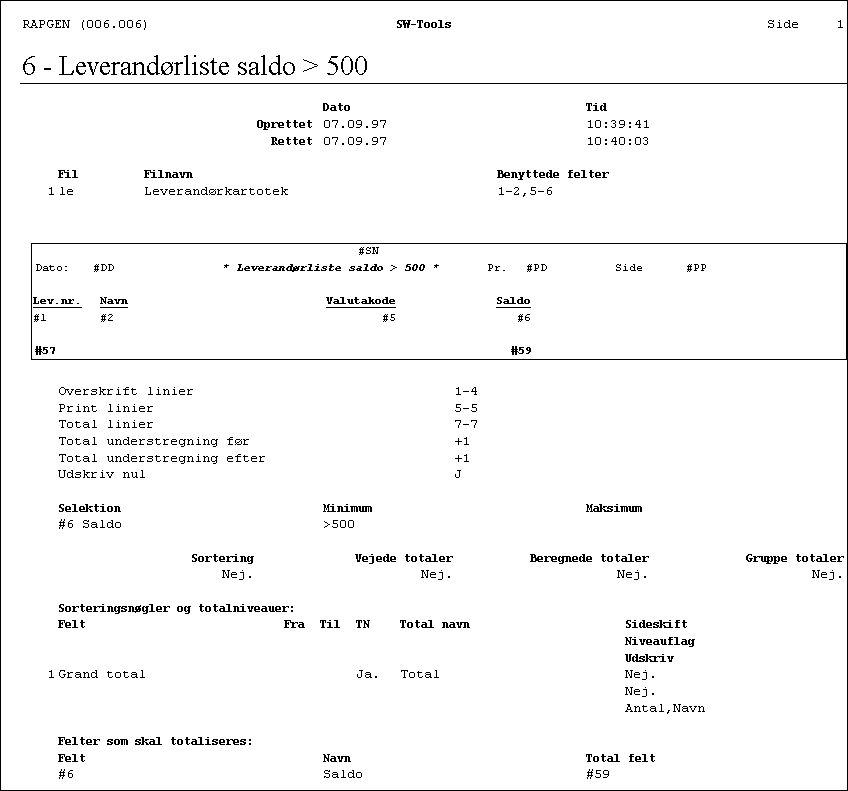 RAPGEN (006.006) SW-Tools Side 1
6 - Leverandørliste saldo > 500
Dato Tid
Oprettet 07.09.97 10:39:41
Rettet 07.09.97 10:40:03
Fil Filnavn Benyttede felter
1 le Leverandørkartotek 1-2,5-6
#SN
Dato: #DD * Leverandørliste saldo > 500 * Pr. #PD Side #PP
Lev.nr. Navn Valutakode Saldo
#1 #2 #5 #6
#57 #59
Overskrift linier 1-4
Print linier 5-5
Total linier 7-7
Total understregning før +1
Total understregning efter +1
Udskriv nul J
Selektion Minimum Maksimum
#6 Saldo >500
Sortering Vejede totaler Beregnede totaler Gruppe totaler
Nej. Nej. Nej. Nej.
Sorteringsnøgler og totalniveauer:
Felt Fra Til TN Total navn Sideskift
Niveauflag
Udskriv
1 Grand total Ja. Total Nej.
Nej.
Antal,Navn
Felter som skal totaliseres:
Felt Navn Total felt
#6 Saldo #59